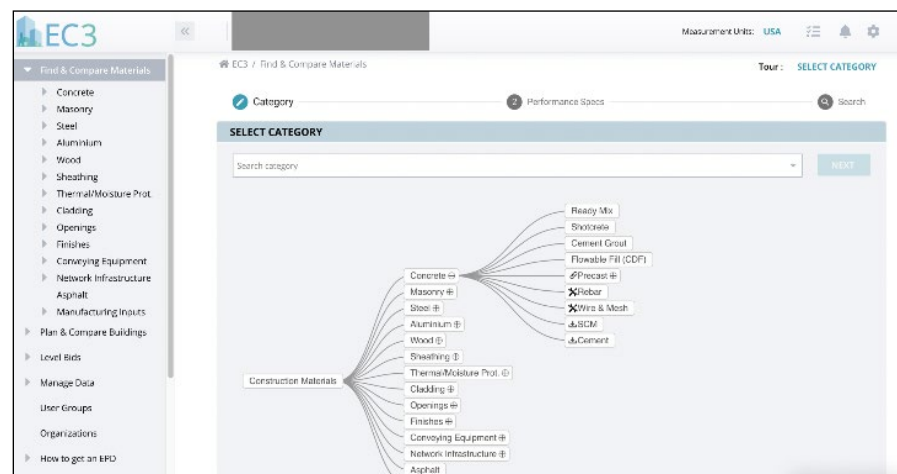 EC3
«
Measurement Units: USA
Find & Compare Materials
Concrete
Masonry
Steel
Aluminium
Wood
Sheathing
Thermal/Moisture Prot.
Cladding
Openings
Finishes
Conveying Equipment
Network Infrastructure
Asphalt
Manufacturing Inputs
Plan & Compare Buildings
Level Bids
Manage Data
User Groups
Organizations
How to get an EPD
EC3 / Find & Compare Materials
Tour: SELECT CATEGORY
Category
2 Performance Specs
Search
SELECT CATEGORY
Search category
NEXT
Construction Materials
Concrete
Masonry
Steel
Aluminium
Wood
Sheathing
Thermal/Moisture Prot.
Cladding
Openings
Finishes
Conveying Equipment
Network Infrastructure
Asphalt
Ready Mix
Shotcrete
Cement Grout
Flowable Fill (CDF)
Precast
Rebar
Wire & Mesh
SCM
Cement